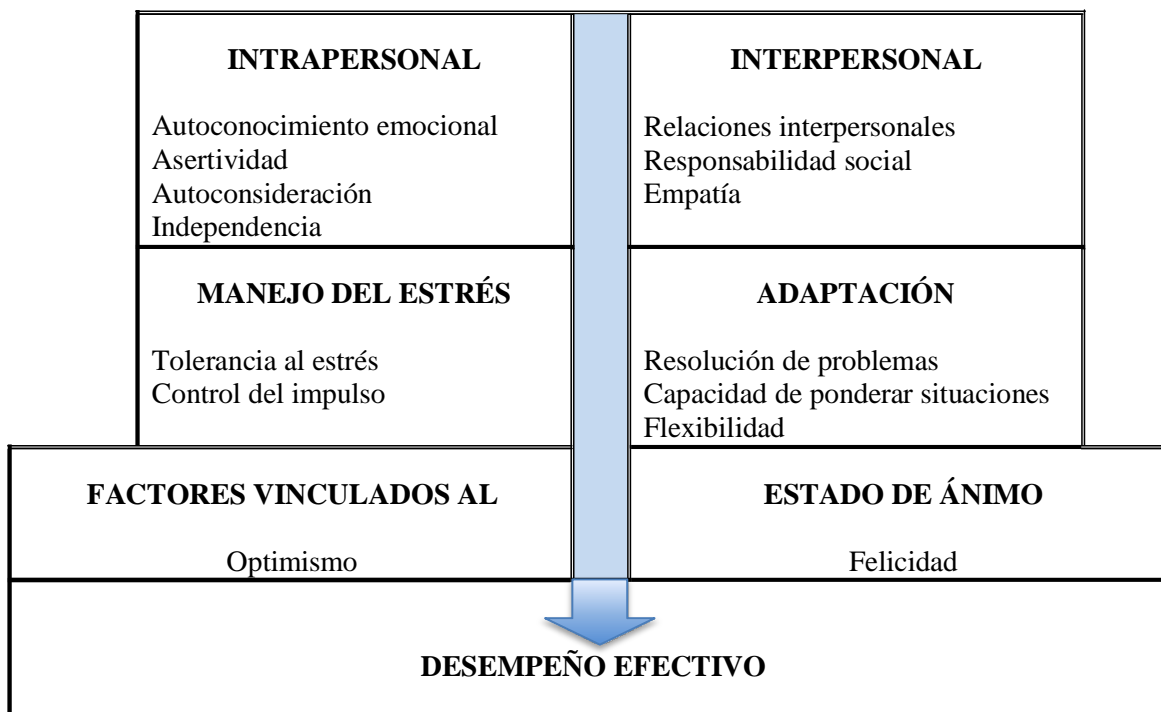 INTRAPERSONAL
Autoconocimiento emocional
Asertividad
Autoconsideración
Independencia
INTERPERSONAL
Relaciones interpersonales
Responsabilidad social
Empatía
MANEJO DEL ESTRÉS
Tolerancia al estrés
Control del impulso
ADAPTACIÓN
Resolución de problemas
Capacidad de ponderar situaciones
Flexibilidad
FACTORES VINCULADOS AL
Optimismo
ESTADO DE ÁNIMO
Felicidad
DESEMPEÑO EFECTIVO